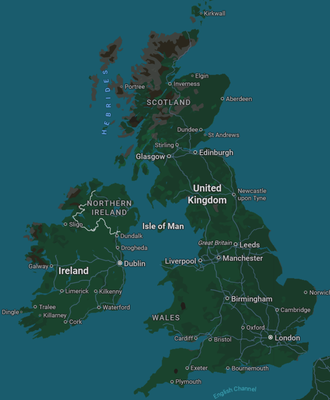 Kirkwall
Elgin
Inverness
Portree
HEBRIDES
SCOTLAND
Aberdeen
Dundee
St Andrews
Stirling
Glasgow
Edinburgh
United
Kingdom
Newcastle
upon Tyne
NORTHERN
IRELAND
Isle of Man
Sligo
Dundalk
Drogheda
Great Britain
Leeds
Galway
Ireland
Dublin
Liverpool
Manchester
Limerick
Kilkenny
Birmingham
Norwich
Tralee
Waterford
Cambridge
Dingle
Killarney
Cork
WALES
Oxford
Cardiff
Bristol
London
Exeter
Bournemouth
Plymouth
English Channel